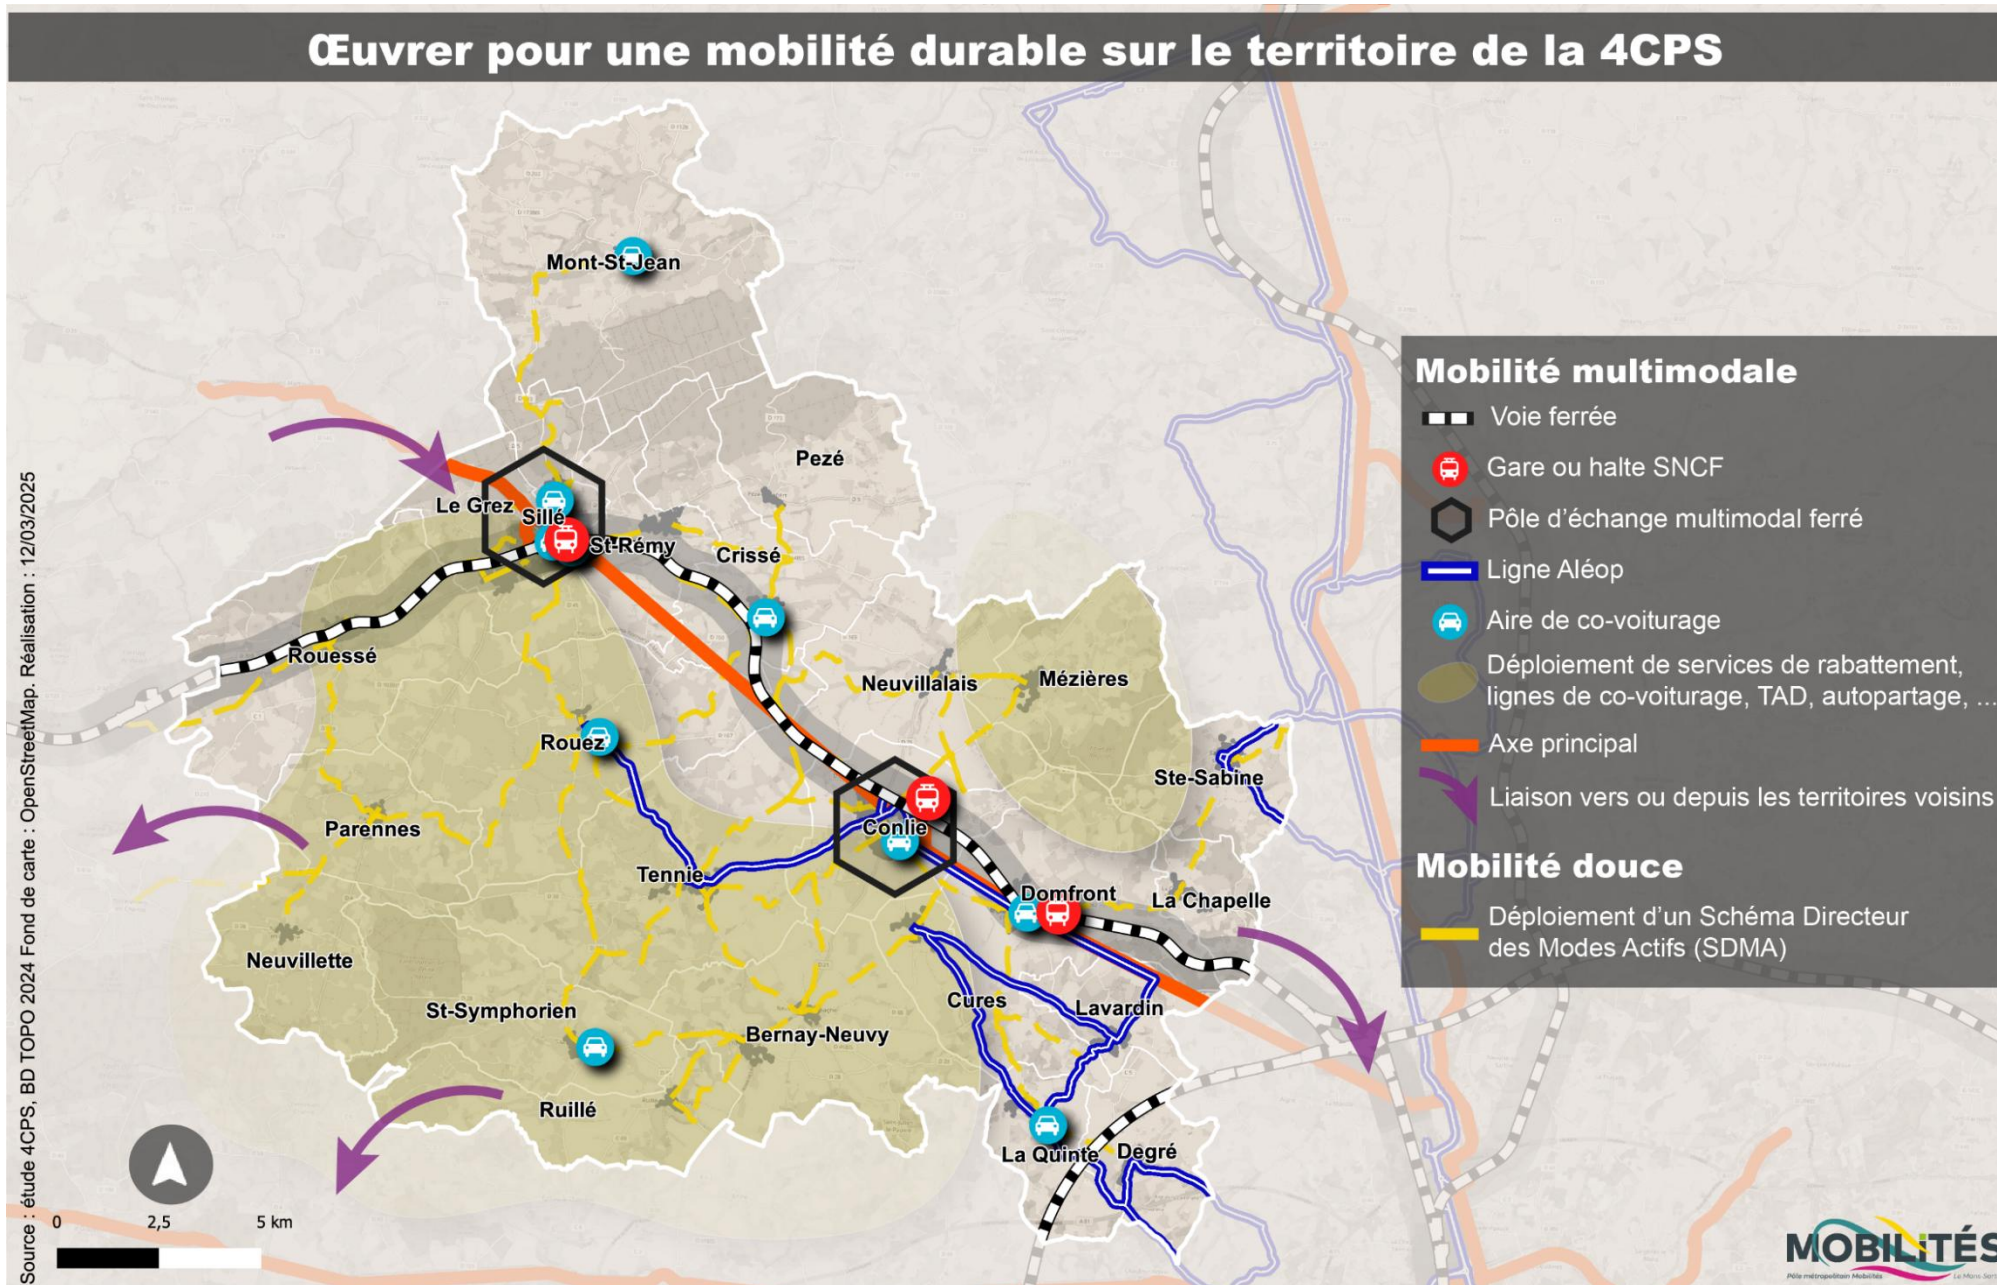 Œuvrer pour une mobilité durable sur le territoire de la 4CPS
Mont-St-Jean
Pezé
Le Grez
Sillé
St-Rémy
Crissé
Rouessé
Neuvillalais
Mézières
Rouez
Ste-Sabine
Parennes
Conlie
Tennie
Domfront
La Chapelle
Neuvillette
St-Symphorien
Cures
Lavardin
Bernay-Neuvy
Ruillé
La Quinte
Degré
Mobilité multimodale
Voie ferrée
Gare ou halte SNCF
Pôle d'échange multimodal ferré
Ligne Aléop
Aire de co-voiturage
Déploiement de services de rabattement,
lignes de co-voiturage, TAD, autopartage, ...
Axe principal
Liaison vers ou depuis les territoires voisins
Mobilité douce
Déploiement d'un Schéma Directeur
des Modes Actifs (SDMA)
0 2,5 5 km
Source : étude 4CPS, BD TOPO 2024 Fond de carte : OpenStreetMap. Réalisation : 12/03/2025
MOBILiTÉS
Pôle métropolitain Mobilités Le Mans